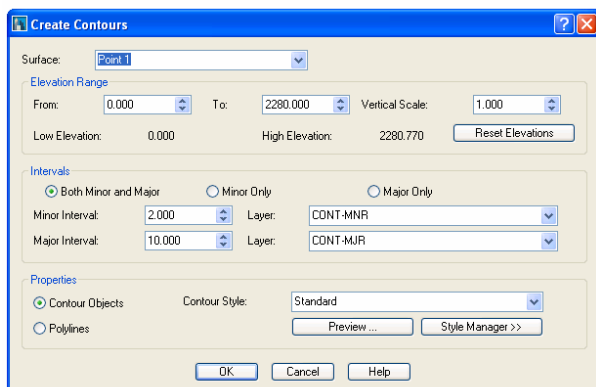 Create Contours
Surface: Point 1
Elevation Range
From: 0.000 To: 2280.000 Vertical Scale: 1.000
Low Elevation: 0.000 High Elevation: 2280.770 Reset Elevations
Intervals
Both Minor and Major Minor Only Major Only
Minor Interval: 2.000 Layer: CONT-MNR
Major Interval: 10.000 Layer: CONT-MJR
Properties
Contour Objects Contour Style: Standard
Polylines Preview ... Style Manager >>
OK Cancel Help